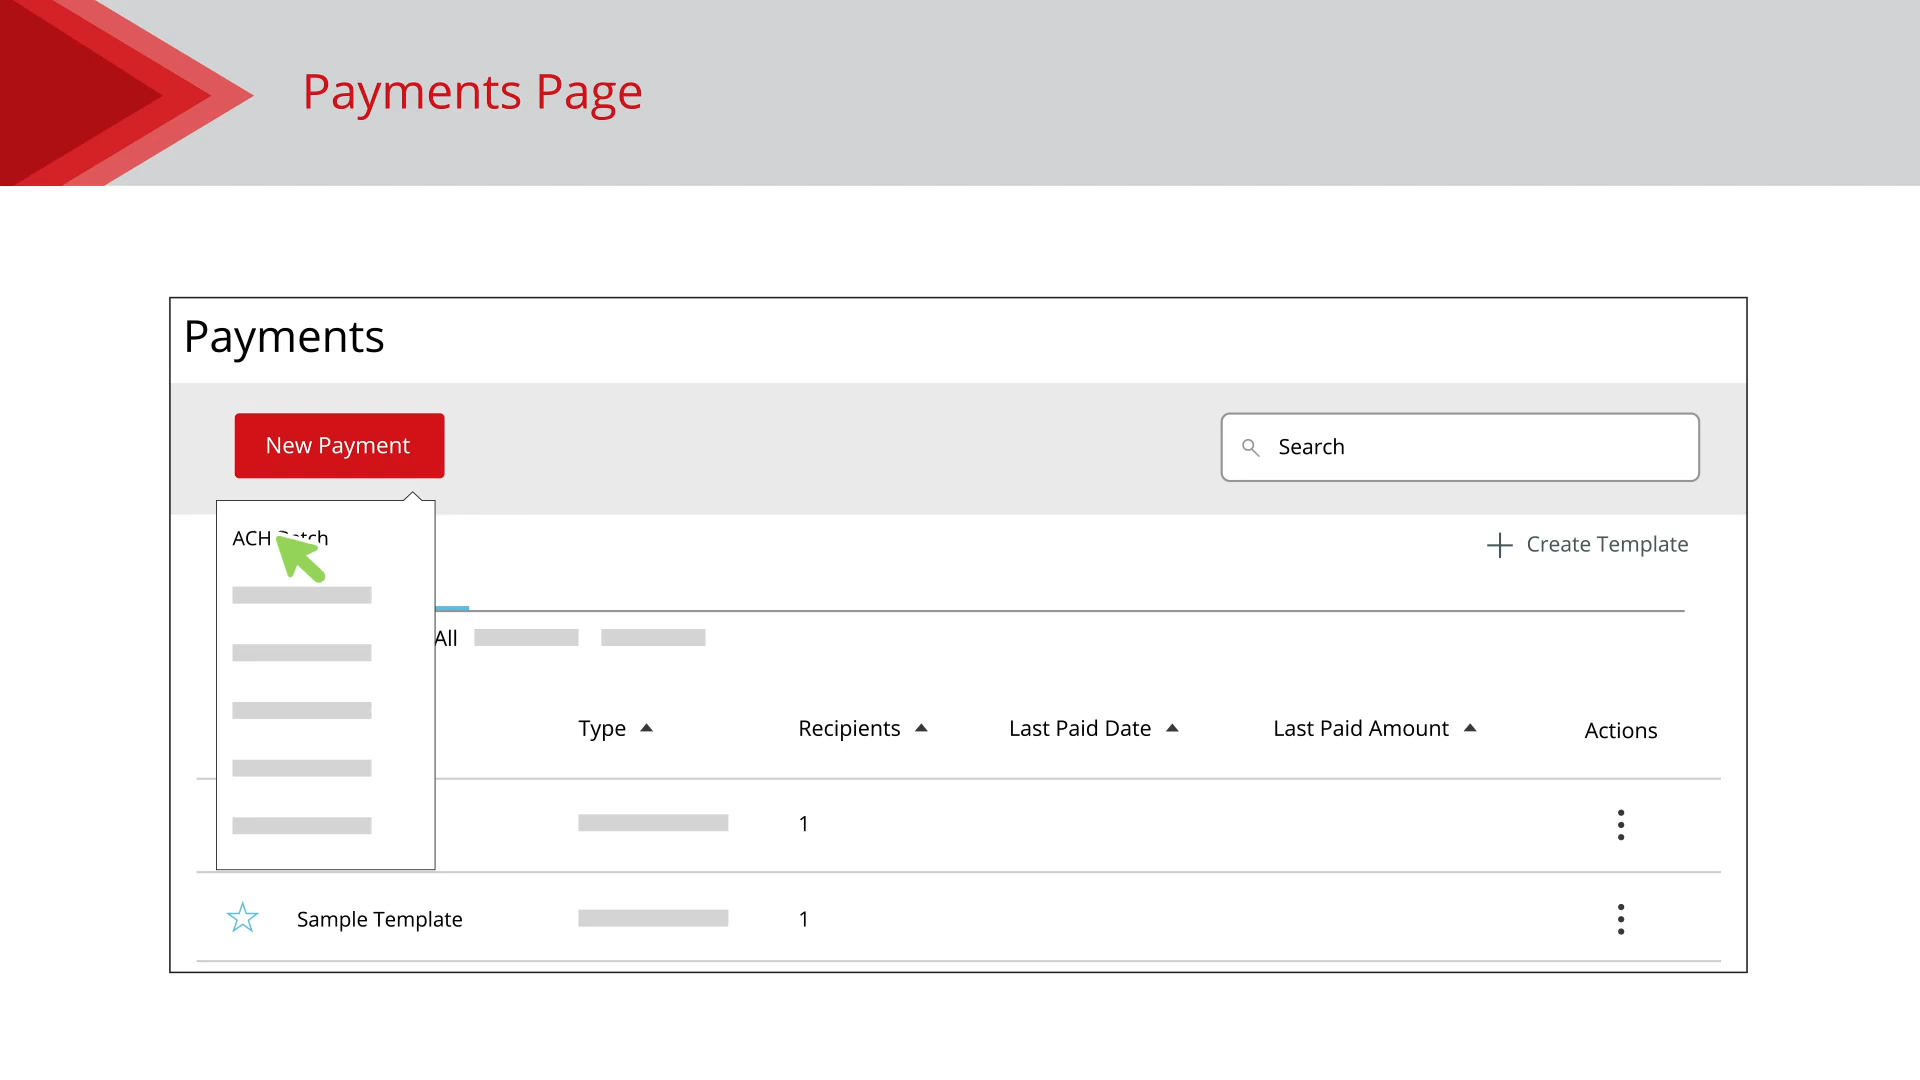 Payments Page
Payments
New Payment
Search
ACH Batch
Create Template
All
Type
Recipients
Last Paid Date
Last Paid Amount
Actions
1
Sample Template
1